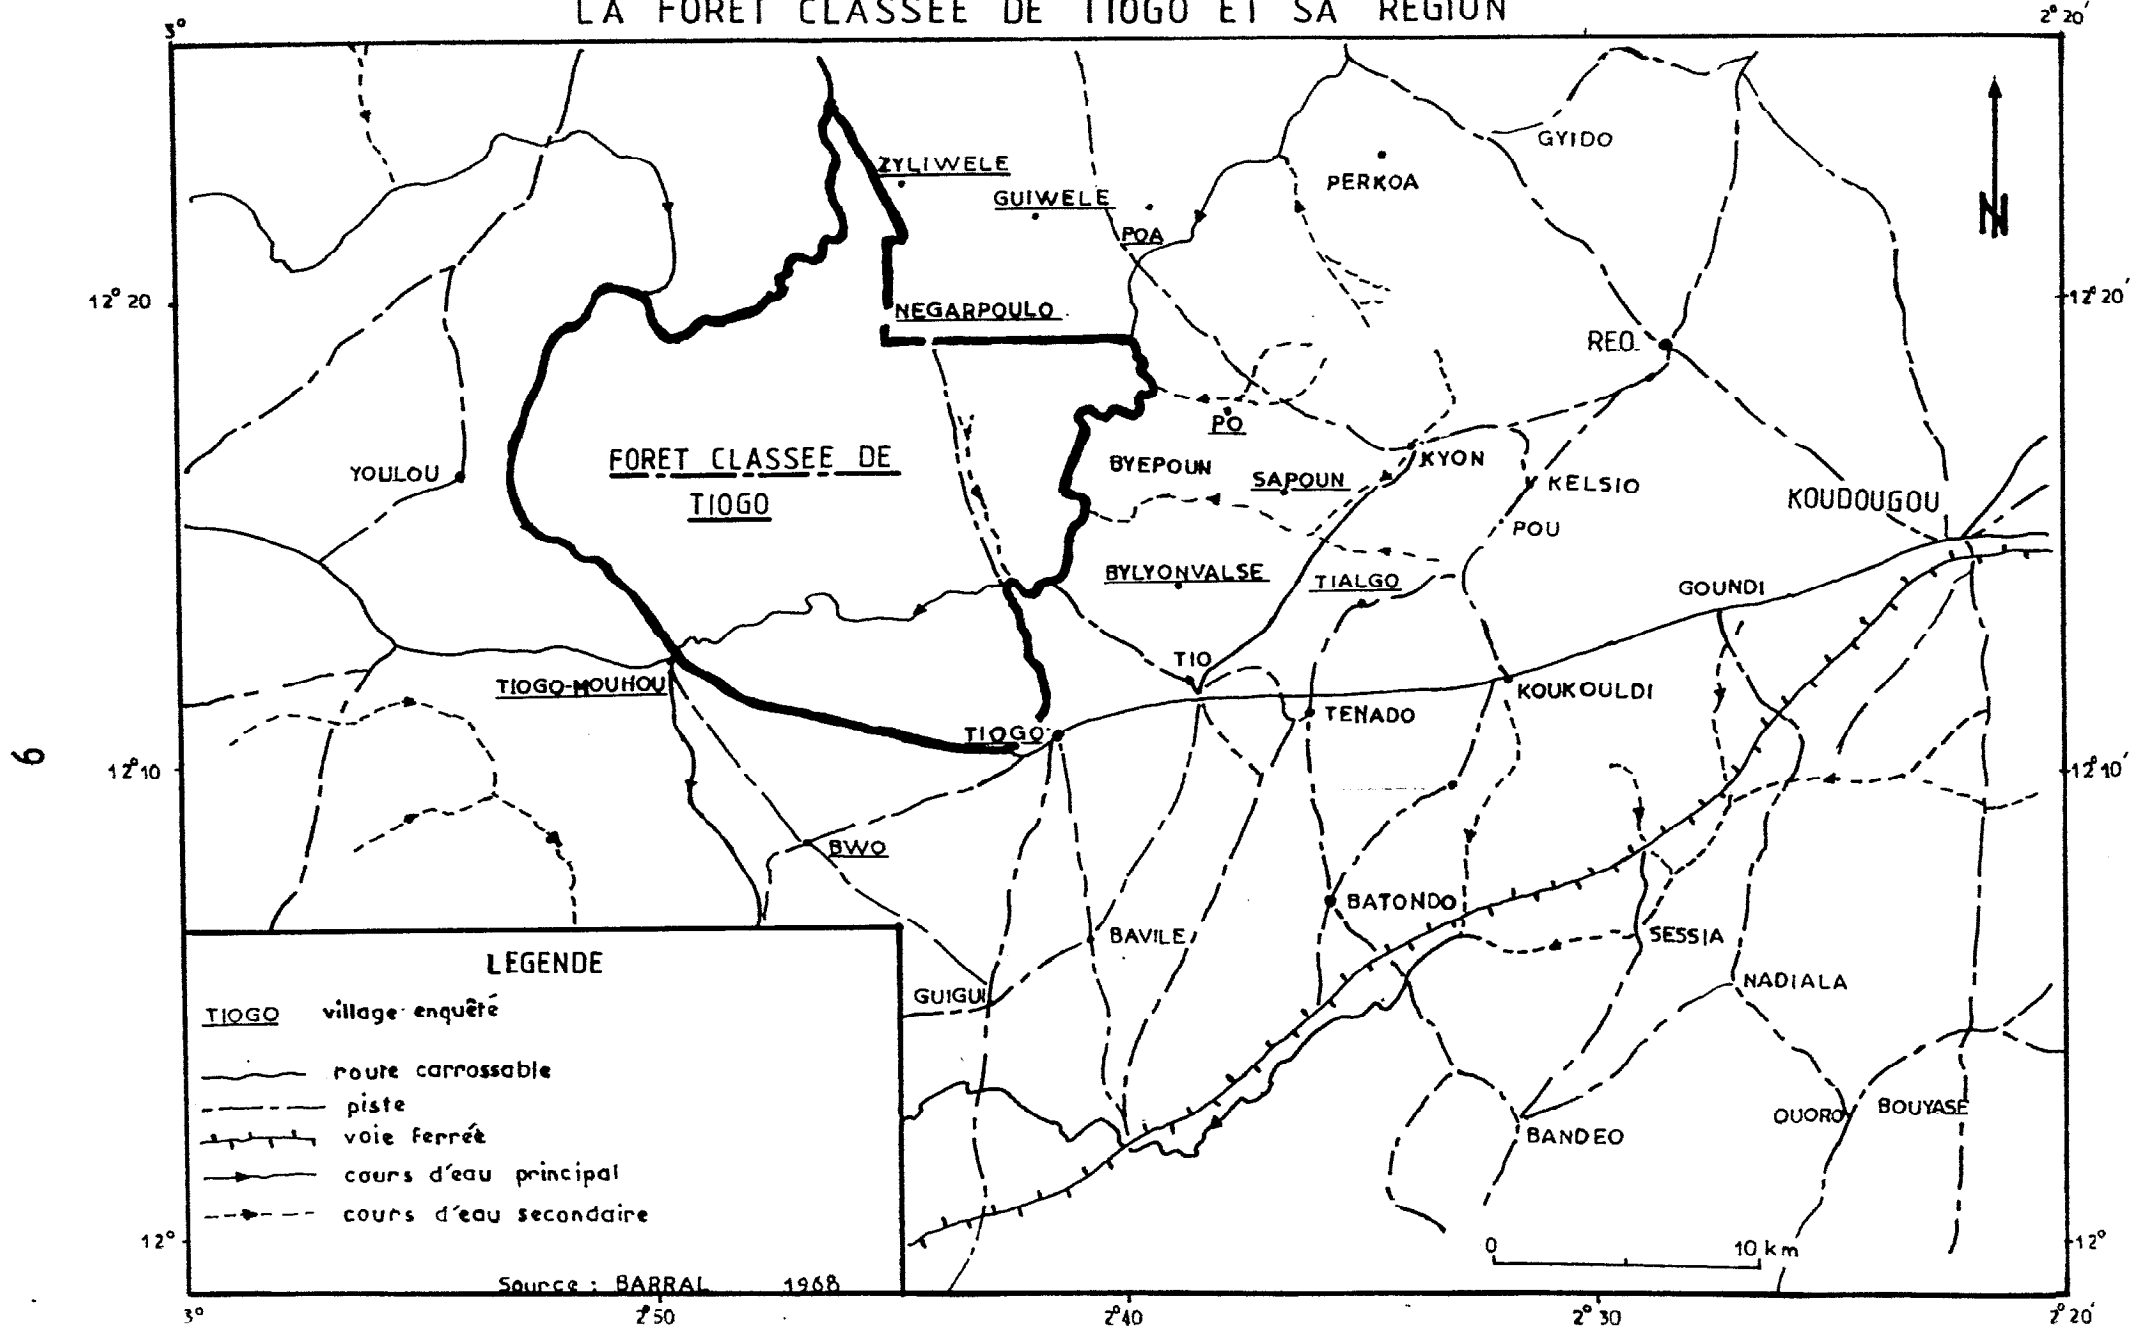 LA FORET CLASSEE DE TIOGO ET SA REGION
3°
2°20'
GYIDO
ZYLIWELE
PERKOA
GUIWELE
N
POA
12°20
12°20'
NEGARPOULO
REO
PO
FORET CLASSEE DE
TIOGO
BYEPOUN
KYON
YOULOU
SAPOUN
KELSIO
KOUDOUGOU
POU
BYLYONVALSE
TIALGO
GOUNDI
TIO
TIOGO-MOUHOU
KOUKOULDI
TENADO
TIOGO
9
12°10
12°10'
BWO
BATONDO
BAVILE
SESSIA
NADIALA
GUIGUI
LEGENDE
TIOGO village enquêté
route carrossable
piste
voie ferrée
cours d'eau principal
cours d'eau secondaire
Source : BARRAL 1968
OUORO
BOUYASE
BANDEO
12°
0 10 km
12°
3°
2°50
2°40
2°30
2°20'